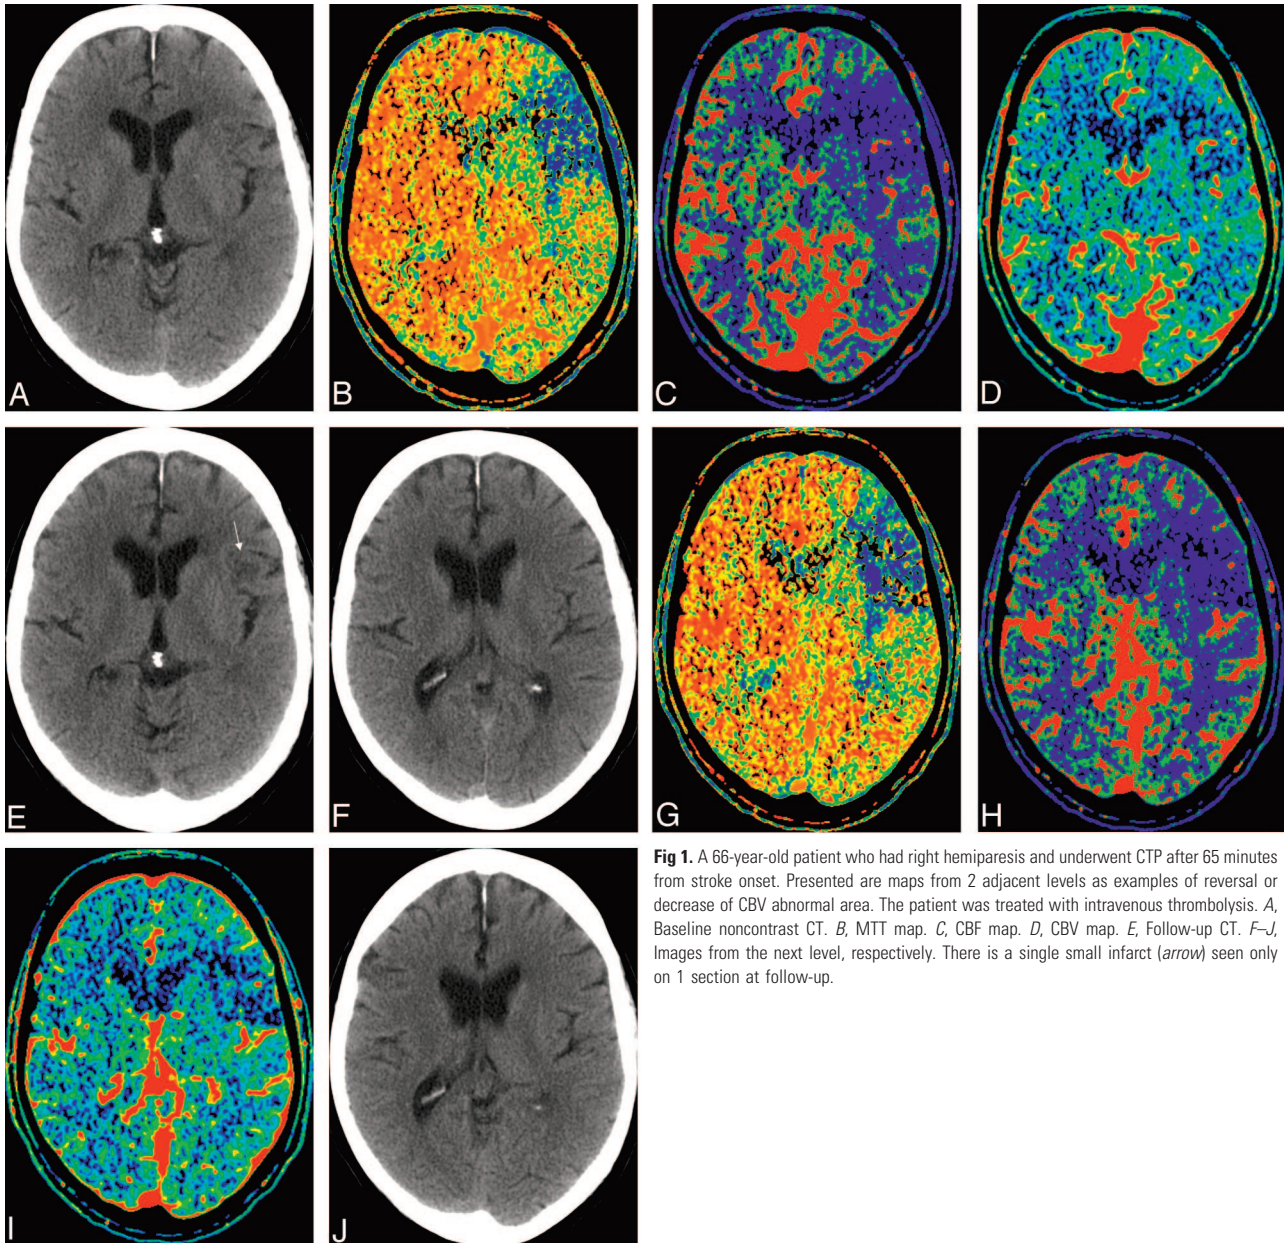 A
B
C
D
E
F
G
H
Fig 1. A 66-year-old patient who had right hemiparesis and underwent CTP after 65 minutes
from stroke onset. Presented are maps from 2 adjacent levels as examples of reversal or
decrease of CBV abnormal area. The patient was treated with intravenous thrombolysis. A,
Baseline noncontrast CT. B, MTT map. C, CBF map. D, CBV map. E, Follow-up CT. F–J,
Images from the next level, respectively. There is a single small infarct (arrow) seen only
on 1 section at follow-up.
I
J